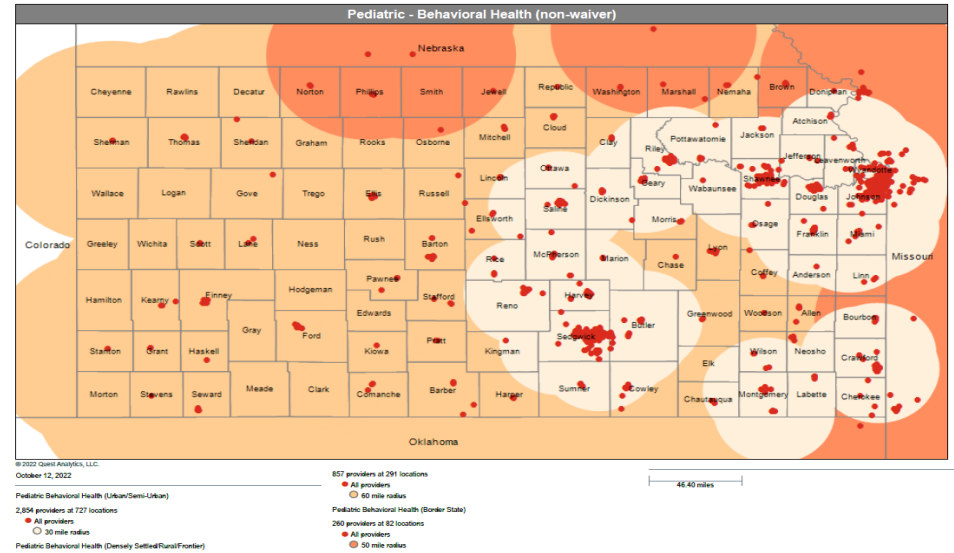 Pediatric - Behavioral Health (non-waiver)
Nebraska
Cheyenne Rawlins Decatur Norton Phillips Smith Jewell Republic Washington Marshall Nemaha Brown Doniphan
Atchison
Cloud
Sherman Thomas Sheridan Graham Rooks Osborne Mitchell Clay Riley Pottawatomie Jackson
Jefferson Leavenworth
Ottawa Wyandotte
Lincoln Geary Wabaunsee Shawnee
Wallace Logan Gove Trego Ellis Russell Dickinson Douglas Johnson
Saline
Ellsworth Morris Osage
Franklin Miami
Colorado Greeley Wichita Scott Lane Ness Rush Barton McPherson Marion Chase Lyon Missouri
Rice
Coffey Anderson Linn
Pawnee
Hamilton Kearny Finney Hodgeman Stafford Reno Harvey
Edwards Greenwood Woodson Allen Bourbon
Gray Ford Sedgwick Butler
Stanton Grant Haskell Kiowa Pratt Kingman Wilson Neosho Crawford
Elk
Morton Stevens Seward Meade Clark Comanche Barber Harper Sumner Cowley Chautauqua Montgomery Labette Cherokee
Oklahoma
© 2022 Quest Analytics, LLC.
October 12, 2022
Pediatric Behavioral Health (Urban/Semi-Urban)
2,854 providers at 727 locations
All providers
30 mile radius
Pediatric Behavioral Health (Densely Settled/Rural/Frontier)
857 providers at 291 locations
All providers
60 mile radius
Pediatric Behavioral Health (Border State)
260 providers at 82 locations
All providers
50 mile radius
46.40 miles